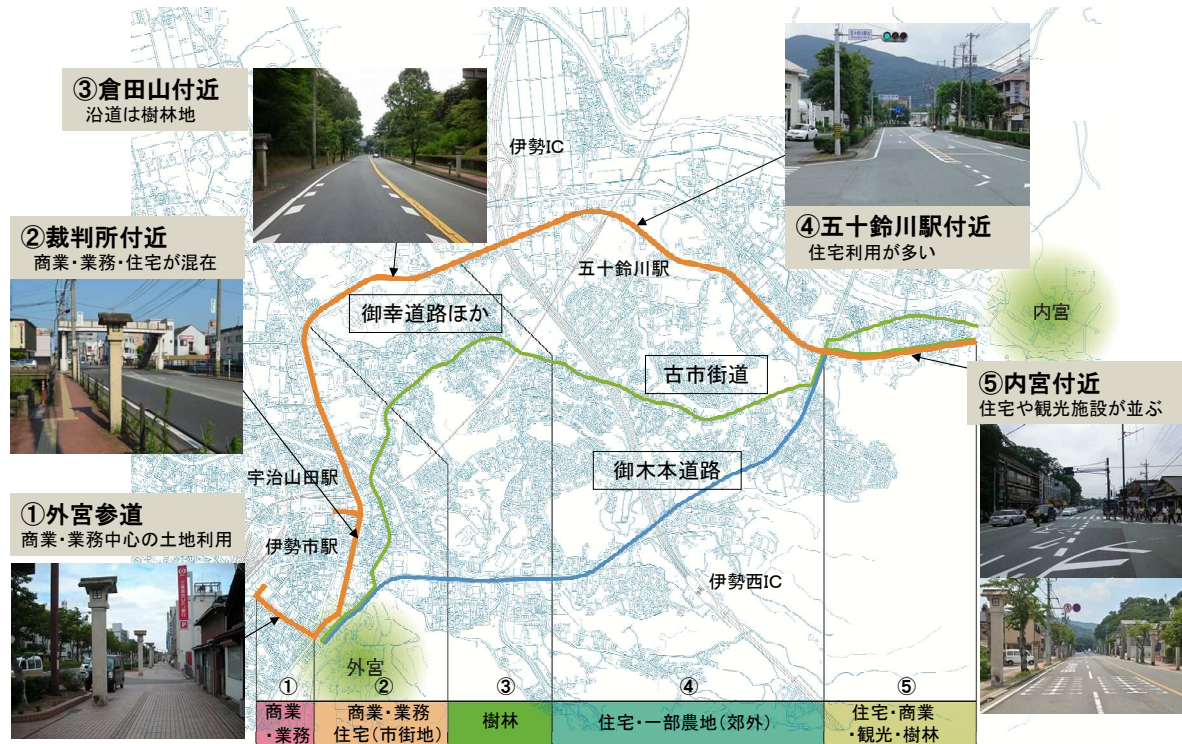 ③倉田山付近
沿道は樹林地
伊勢IC
④五十鈴川駅付近
住宅利用が多い
②裁判所付近
商業・業務・住宅が混在
五十鈴川駅
御幸道路ほか
内宮
古市街道
⑤内宮付近
住宅や観光施設が並ぶ
御木本道路
宇治山田駅
①外宮参道
商業・業務中心の土地利用
伊勢市駅
伊勢西IC
外宮
①
②
③
④
⑤
商業
・業務
商業・業務
住宅(市街地)
樹林
住宅・一部農地(郊外)
住宅・商業
・観光・樹林